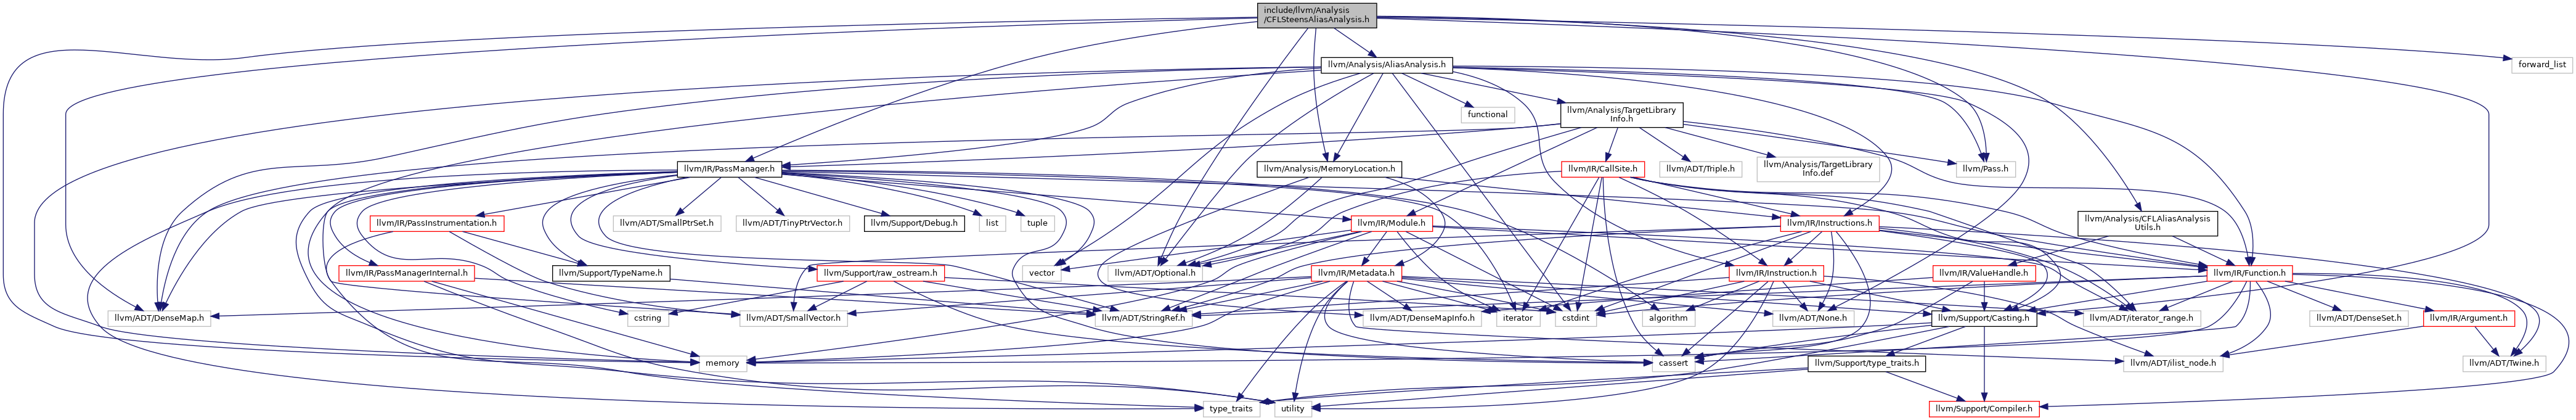 include/llvm/Analysis
/CFLSteensAliasAnalysis.h
llvm/Analysis/AliasAnalysis.h
forward_list
functional
llvm/Analysis/TargetLibrary
Info.h
llvm/IR/PassManager.h
llvm/Analysis/MemoryLocation.h
llvm/IR/CallSite.h
llvm/ADT/Triple.h
llvm/Analysis/TargetLibrary
Info.def
llvm/Pass.h
llvm/IR/PassInstrumentation.h
llvm/ADT/SmallPtrSet.h
llvm/ADT/TinyPtrVector.h
llvm/Support/Debug.h
list
tuple
llvm/IR/Module.h
llvm/IR/Instructions.h
llvm/Analysis/CFLAliasAnalysis
Utils.h
llvm/IR/PassManagerInternal.h
llvm/Support/TypeName.h
llvm/Support/raw_ostream.h
vector
llvm/ADT/Optional.h
llvm/IR/Metadata.h
llvm/IR/Instruction.h
llvm/IR/ValueHandle.h
llvm/IR/Function.h
llvm/ADT/DenseMap.h
cstring
llvm/ADT/SmallVector.h
llvm/ADT/StringRef.h
llvm/ADT/DenseMapInfo.h
iterator
cstdint
algorithm
llvm/ADT/None.h
llvm/Support/Casting.h
llvm/ADT/iterator_range.h
llvm/ADT/DenseSet.h
llvm/IR/Argument.h
memory
cassert
llvm/Support/type_traits.h
llvm/ADT/ilist_node.h
llvm/ADT/Twine.h
type_traits
utility
llvm/Support/Compiler.h